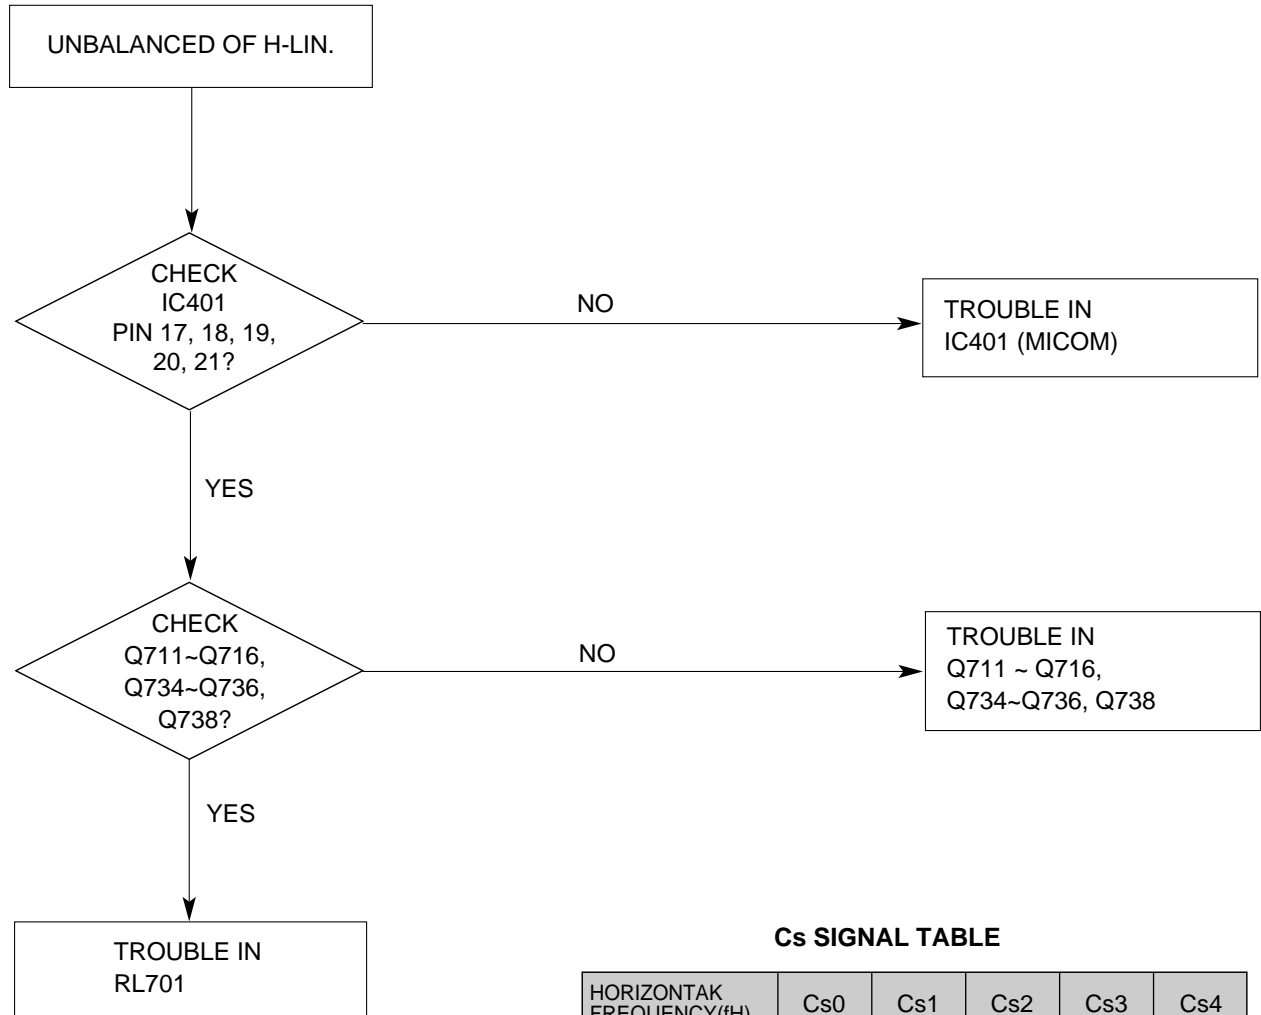 UNBALANCED OF H-LIN.
CHECK
IC401
PIN 17, 18, 19,
20, 21?
NO
TROUBLE IN
IC401 (MICOM)
YES
CHECK
Q711~Q716,
Q734~Q736,
Q738?
NO
TROUBLE IN
Q711 ~ Q716,
Q734~Q736, Q738
YES
TROUBLE IN
RL701
Cs SIGNAL TABLE
HORIZONTAK
FREQUENCY(fH)
Cs0
Cs1
Cs2
Cs3
Cs4